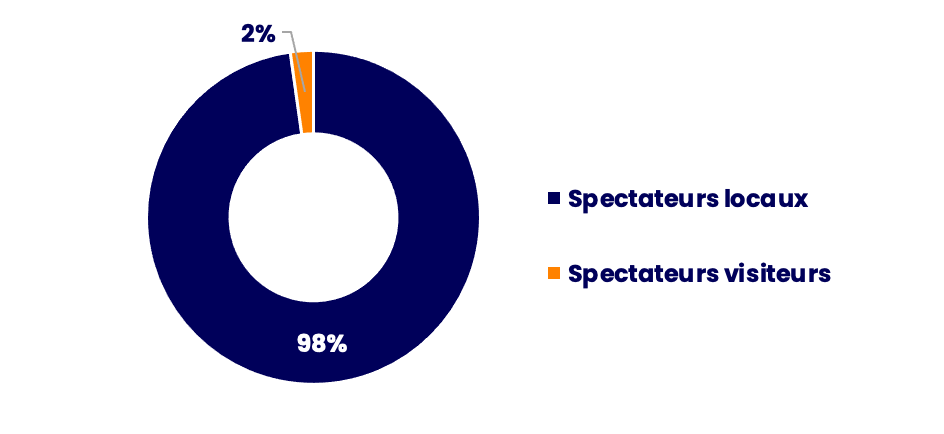 2%
Spectateurs locaux
Spectateurs visiteurs
98%